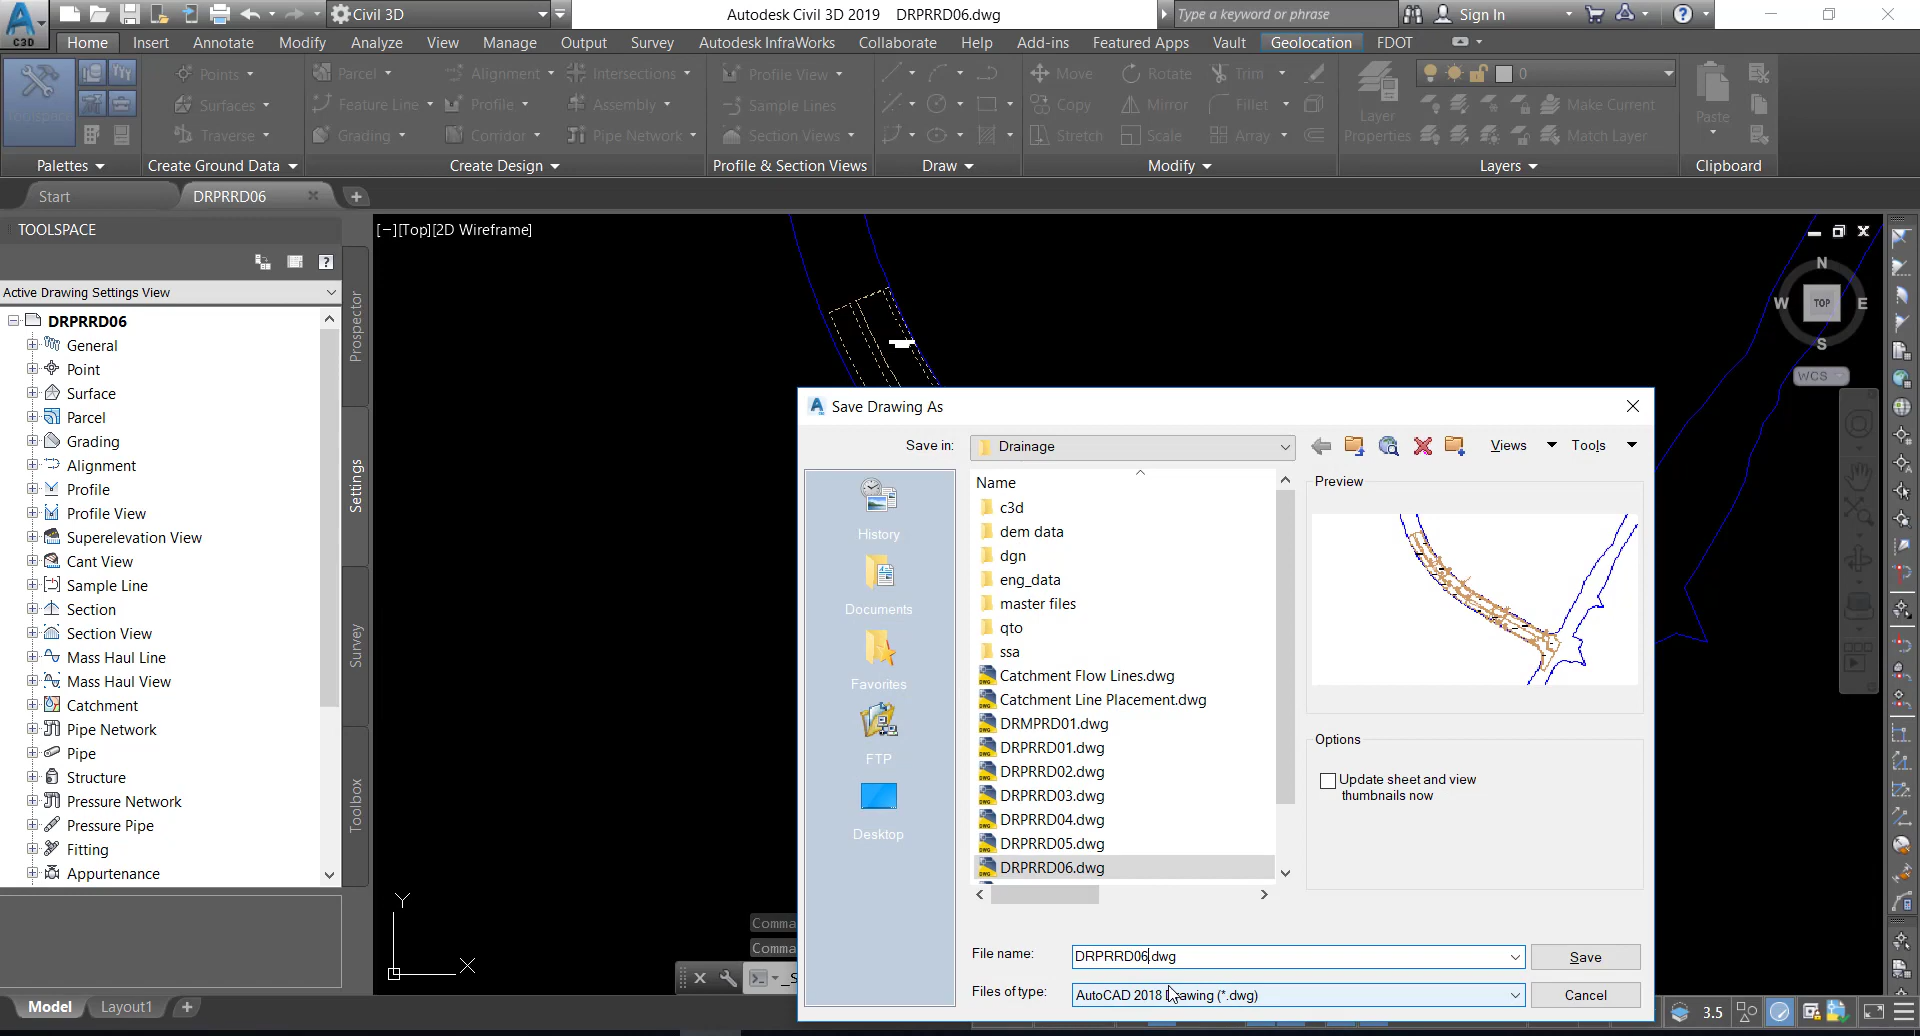 C3D
Civil 3D
Autodesk Civil 3D 2019 DRPRRD06.dwg
Type a keyword or phrase
Sign In
Home Insert Annotate Modify Analyze View Manage Output Survey Autodesk InfraWorks Collaborate Help Add-ins Featured Apps Vault Geolocation FDOT
Points Parcel Alignment Intersections Profile View Move Rotate Trim 0
Surfaces Feature Line Profile Assembly Sample Lines Copy Mirror Fillet Make Current
Toolspace Layer Properties Paste
Traverse Grading Corridor Pipe Network Section Views Stretch Scale Array Match Layer
Palettes Create Ground Data Create Design Profile & Section Views Draw Modify Layers Clipboard
Start DRPRRD06
TOOLSPACE
Active Drawing Settings View
DRPRRD06
General
Point
Surface
Parcel
Grading
Alignment
Profile
Profile View
Superelevation View
Cant View
Sample Line
Section
Section View
Mass Haul Line
Mass Haul View
Catchment
Pipe Network
Pipe
Structure
Pressure Network
Pressure Pipe
Fitting
Appurtenance
Prospector
Settings
Survey
Toolbox
[−][Top][2D Wireframe]
N
W TOP E
S
WCS
Save Drawing As
Save in: Drainage Views Tools
History
Documents
Favorites
FTP
Desktop
Name
c3d
dem data
dgn
eng_data
master files
qto
ssa
Catchment Flow Lines.dwg
Catchment Line Placement.dwg
DRMPRD01.dwg
DRPRRD01.dwg
DRPRRD02.dwg
DRPRRD03.dwg
DRPRRD04.dwg
DRPRRD05.dwg
DRPRRD06.dwg
Preview
Options
Update sheet and view
thumbnails now
File name: DRPRRD06.dwg Save
Files of type: AutoCAD 2018 Drawing (*.dwg) Cancel
Y
X
Comma
Comma
_S
Model Layout1
3.5